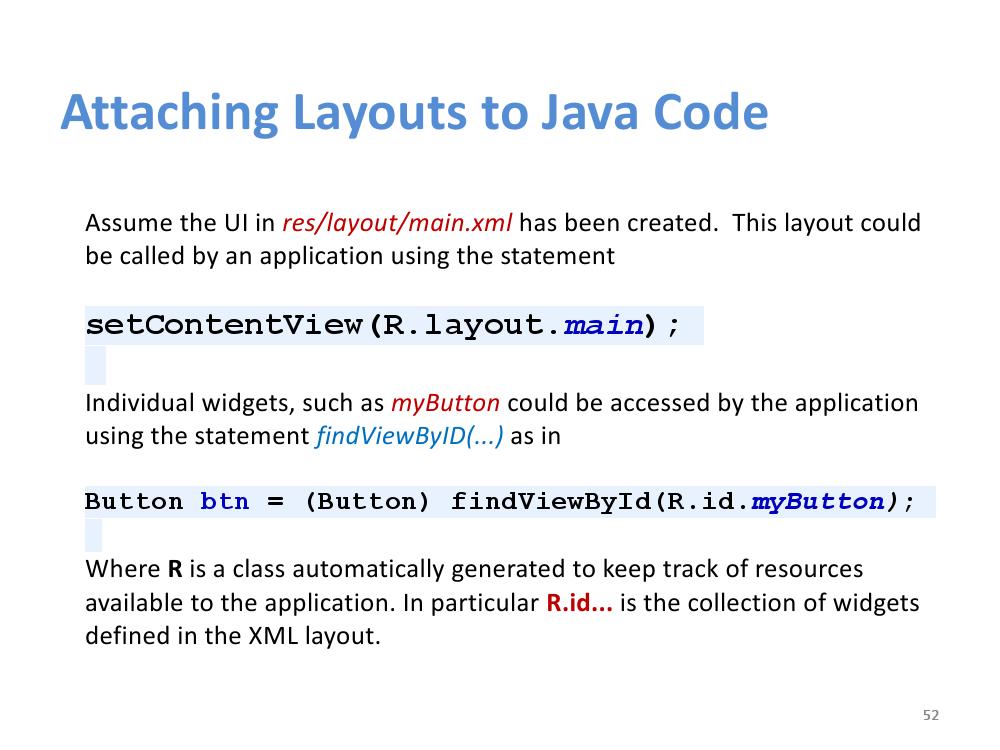 Attaching Layouts to Java Code
Assume the UI in res/layout/main.xml has been created.  This layout could
be called by an application using the statement
setContentView(R.layout.main);
Individual widgets, such as myButton could be accessed by the application
using the statement findViewByID(...) as in
Button btn = (Button) findViewById(R.id.myButton);
Where R is a class automatically generated to keep track of resources
available to the application. In particular R.id... is the collection of widgets
defined in the XML layout.
52